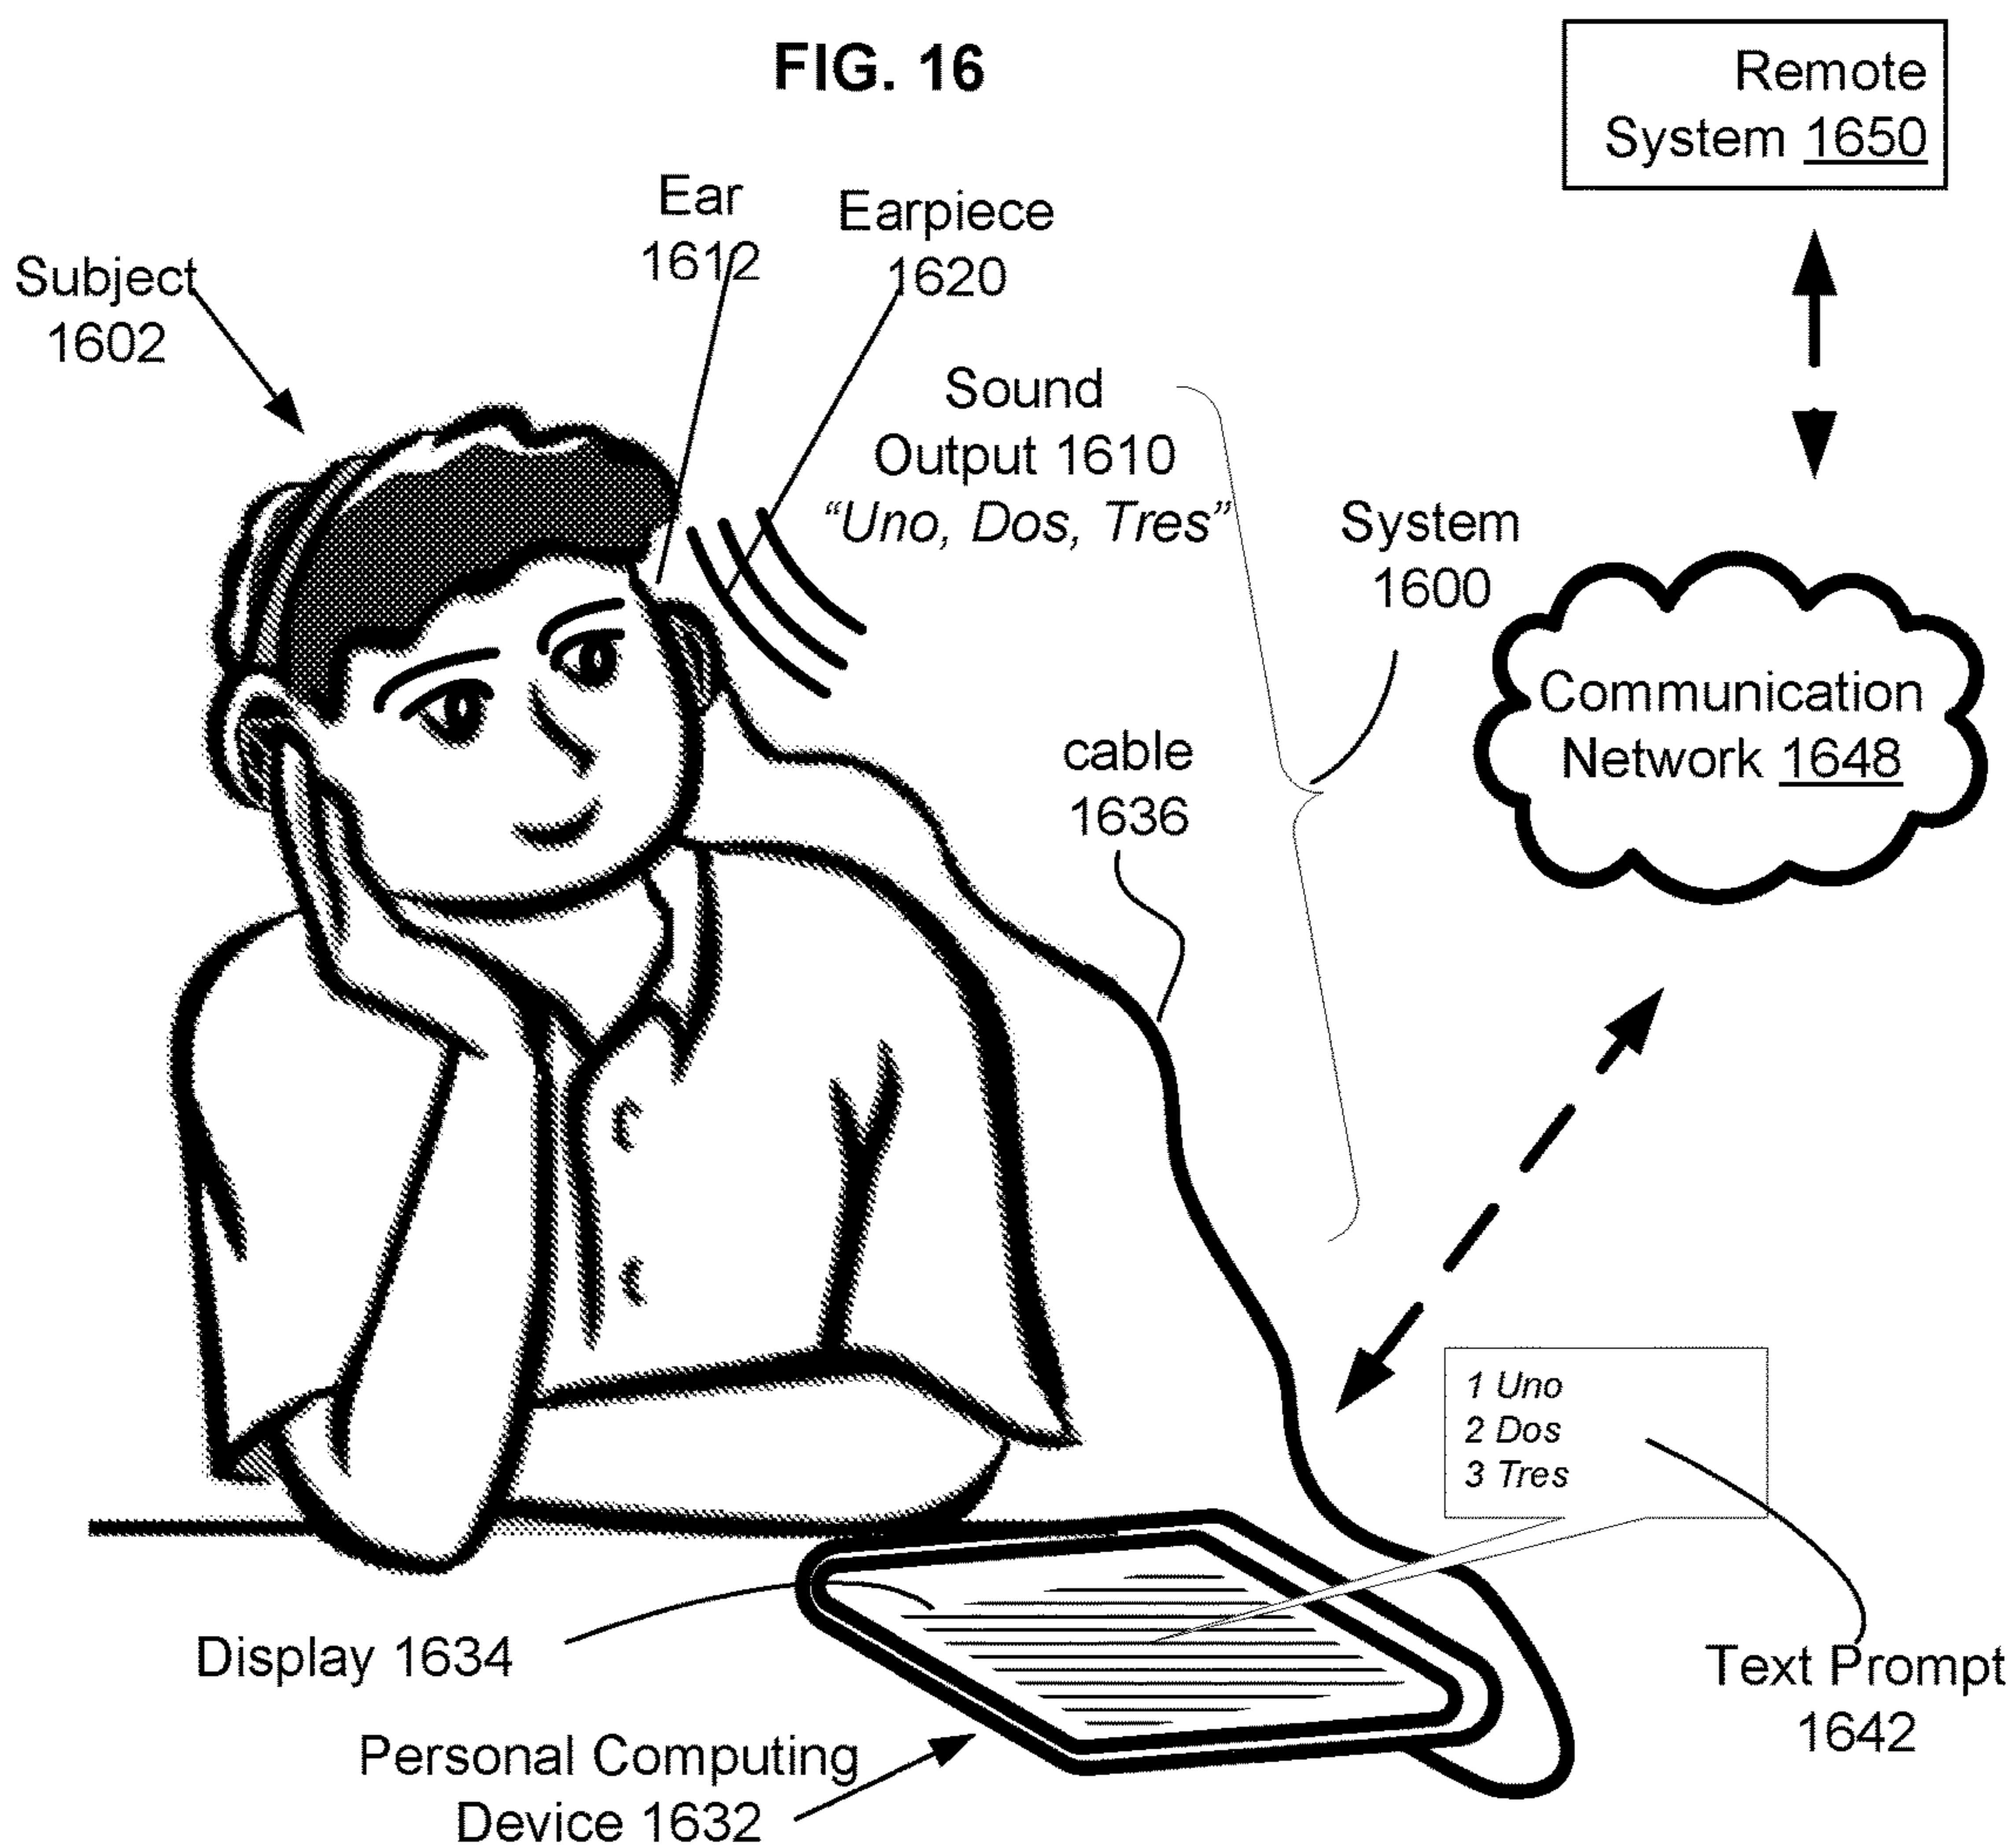 FIG. 16
Remote
System 1650
Ear
1612
Earpiece
1620
Subject
1602
Sound
Output 1610
“Uno, Dos, Tres”
System
1600
Communication
Network 1648
cable
1636
1 Uno
2 Dos
3 Tres
Display 1634
Text Prompt
1642
Personal Computing
Device 1632